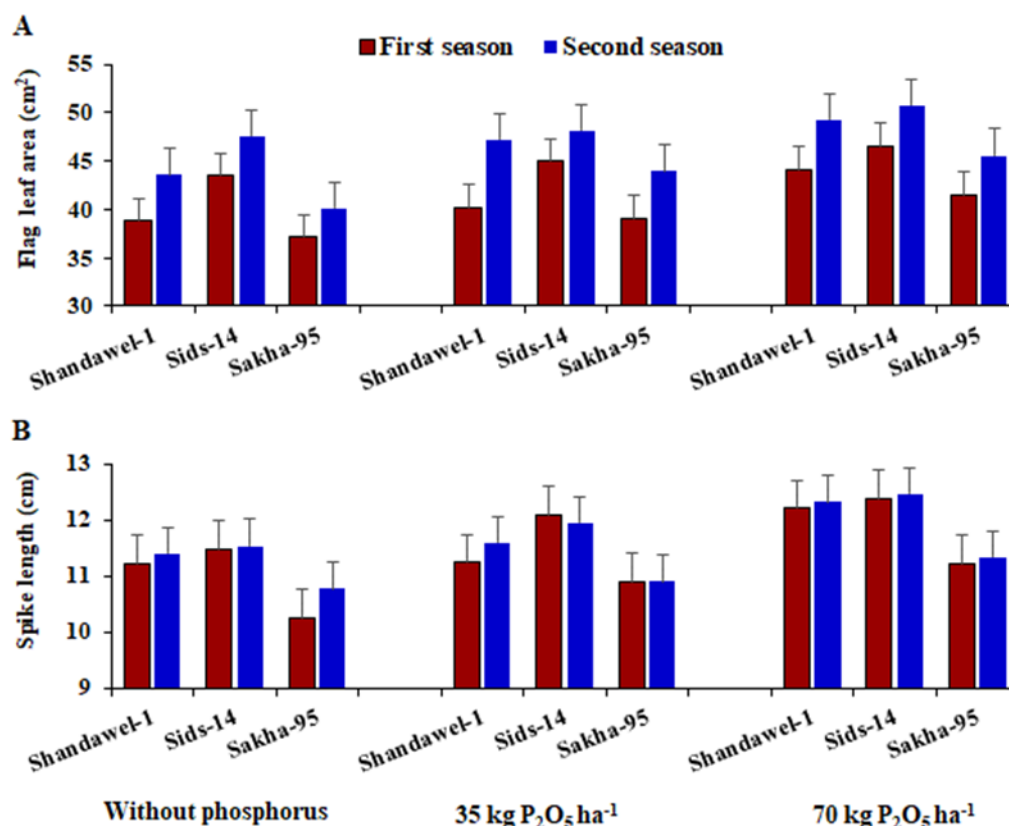 A
First season Second season
Flag leaf area (cm²)
55
50
45
40
35
30
Shandawel-1 Sids-14 Sakha-95 Shandawel-1 Sids-14 Sakha-95 Shandawel-1 Sids-14 Sakha-95
B
Spike length (cm)
13
12
11
10
9
Shandawel-1 Sids-14 Sakha-95 Shandawel-1 Sids-14 Sakha-95 Shandawel-1 Sids-14 Sakha-95
Without phosphorus 35 kg P₂O₅ ha⁻¹ 70 kg P₂O₅ ha⁻¹